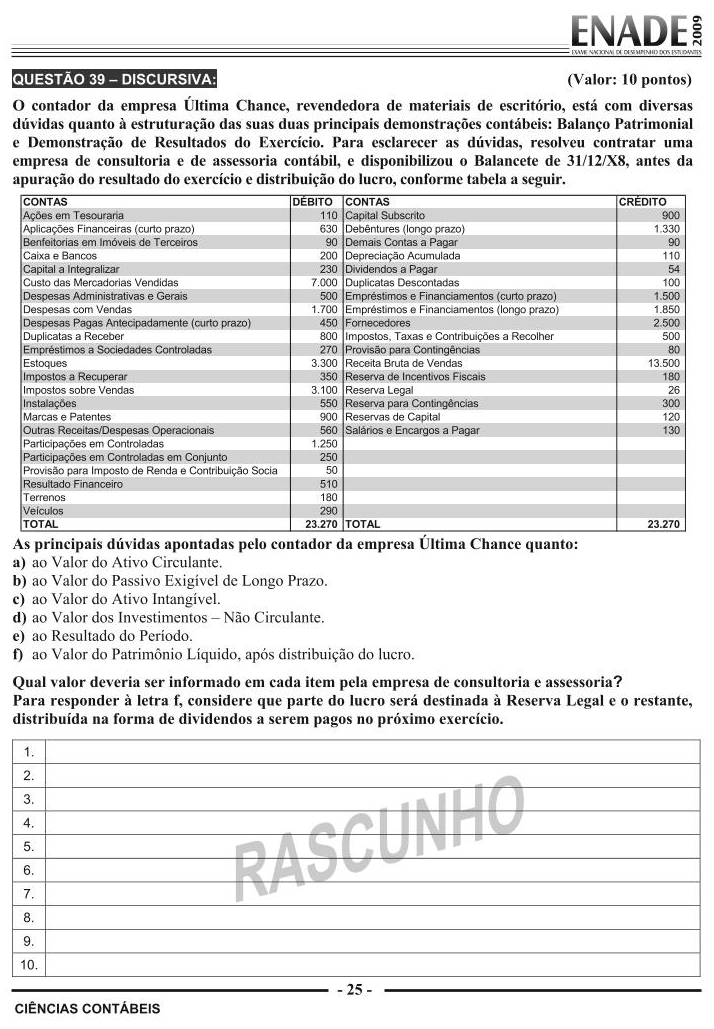 ENADE 2009
EXAME NACIONAL DE DESEMPENHO DOS ESTUDANTES
QUESTÃO 39 – DISCURSIVA: (Valor: 10 pontos)
O contador da empresa Última Chance, revendedora de materiais de escritório, está com diversas
dúvidas quanto à estruturação das suas duas principais demonstrações contábeis: Balanço Patrimonial
e Demonstração de Resultados do Exercício. Para esclarecer as dúvidas, resolveu contratar uma
empresa de consultoria e de assessoria contábil, e disponibilizou o Balancete de 31/12/X8, antes da
apuração do resultado do exercício e distribuição do lucro, conforme tabela a seguir.
CONTAS DÉBITO CONTAS CRÉDITO
Ações em Tesouraria 110 Capital Subscrito 900
Aplicações Financeiras (curto prazo) 630 Debêntures (longo prazo) 1.330
Benfeitorias em Imóveis de Terceiros 90 Demais Contas a Pagar 90
Caixa e Bancos 200 Depreciação Acumulada 110
Capital a Integralizar 230 Dividendos a Pagar 54
Custo das Mercadorias Vendidas 7.000 Duplicatas Descontadas 100
Despesas Administrativas e Gerais 500 Empréstimos e Financiamentos (curto prazo) 1.500
Despesas com Vendas 1.700 Empréstimos e Financiamentos (longo prazo) 1.850
Despesas Pagas Antecipadamente (curto prazo) 450 Fornecedores 2.500
Duplicatas a Receber 800 Impostos, Taxas e Contribuições a Recolher 500
Empréstimos a Sociedades Controladas 270 Provisão para Contingências 80
Estoques 3.300 Receita Bruta de Vendas 13.500
Impostos a Recuperar 350 Reserva de Incentivos Fiscais 180
Impostos sobre Vendas 3.100 Reserva Legal 26
Instalações 550 Reserva para Contingências 300
Marcas e Patentes 900 Reservas de Capital 120
Outras Receitas/Despesas Operacionais 560 Salários e Encargos a Pagar 130
Participações em Controladas 1.250
Participações em Controladas em Conjunto 250
Provisão para Imposto de Renda e Contribuição Socia 50
Resultado Financeiro 510
Terrenos 180
Veículos 290
TOTAL 23.270 TOTAL 23.270
As principais dúvidas apontadas pelo contador da empresa Última Chance quanto:
a) ao Valor do Ativo Circulante.
b) ao Valor do Passivo Exigível de Longo Prazo.
c) ao Valor do Ativo Intangível.
d) ao Valor dos Investimentos – Não Circulante.
e) ao Resultado do Período.
f) ao Valor do Patrimônio Líquido, após distribuição do lucro.
Qual valor deveria ser informado em cada item pela empresa de consultoria e assessoria?
Para responder à letra f, considere que parte do lucro será destinada à Reserva Legal e o restante,
distribuída na forma de dividendos a serem pagos no próximo exercício.
1.
2.
3.
4.
5.
6.
7.
8.
9.
10.
RASCUNHO
- 25 -
CIÊNCIAS CONTÁBEIS